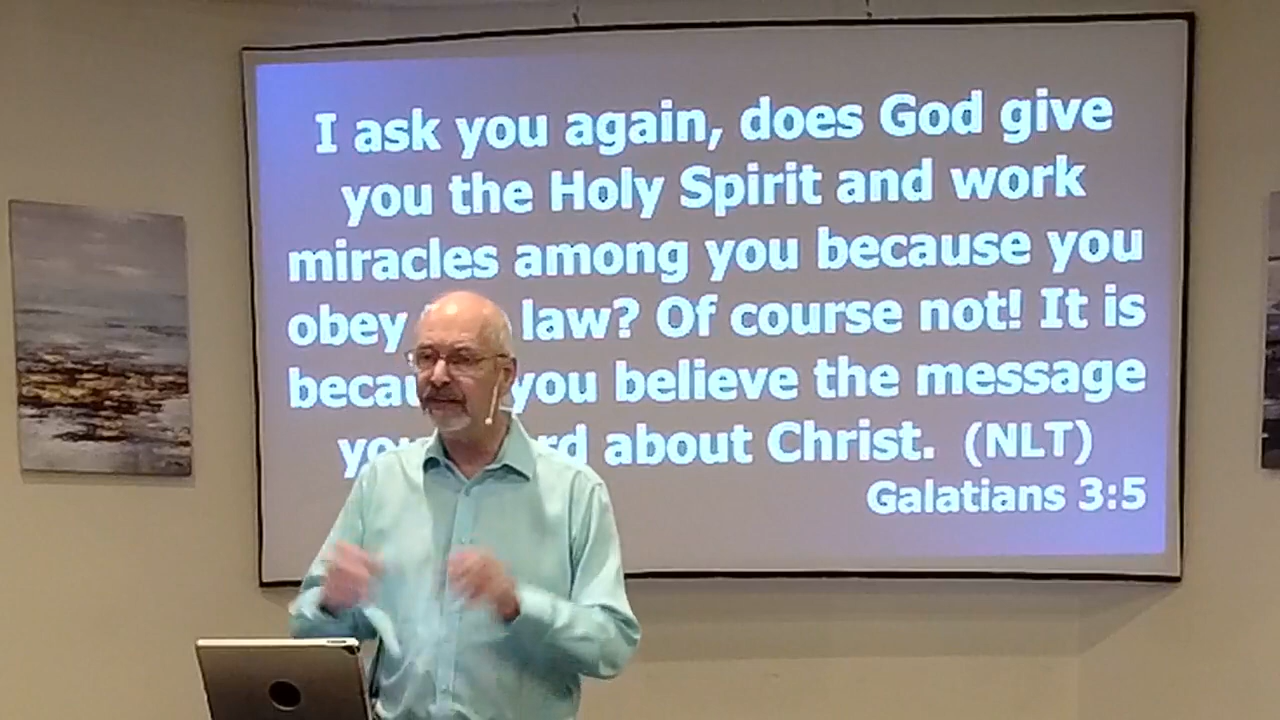 I ask you again, does God give
you the Holy Spirit and work
miracles among you because you
obey law? Of course not! It is
you believe the message
about Christ. (NLT)
Galatians 3:5